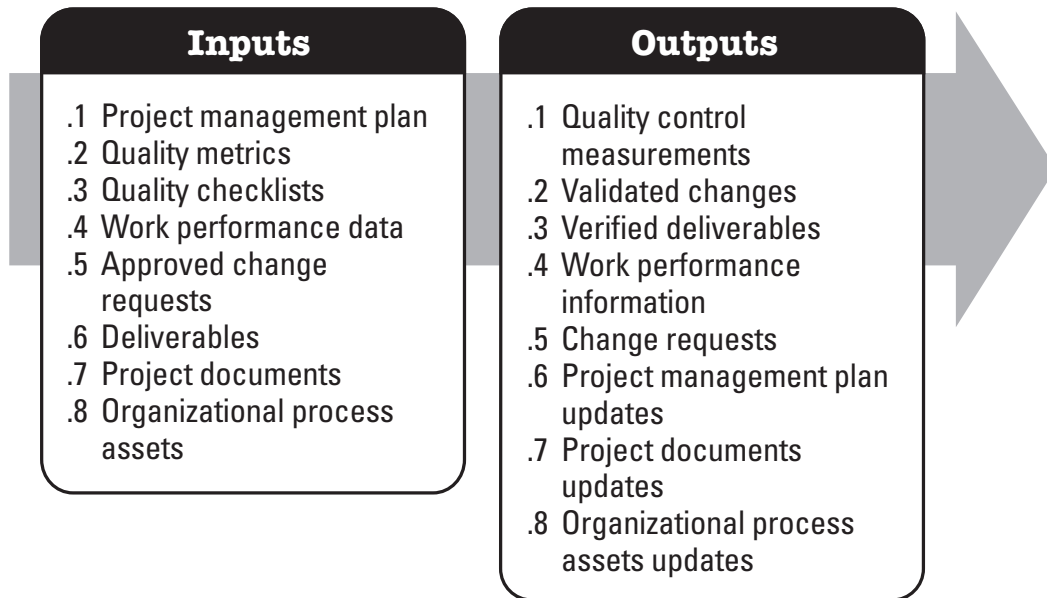 Inputs
.1 Project management plan
.2 Quality metrics
.3 Quality checklists
.4 Work performance data
.5 Approved change
requests
.6 Deliverables
.7 Project documents
.8 Organizational process
assets
Outputs
.1 Quality control
measurements
.2 Validated changes
.3 Verified deliverables
.4 Work performance
information
.5 Change requests
.6 Project management plan
updates
.7 Project documents
updates
.8 Organizational process
assets updates